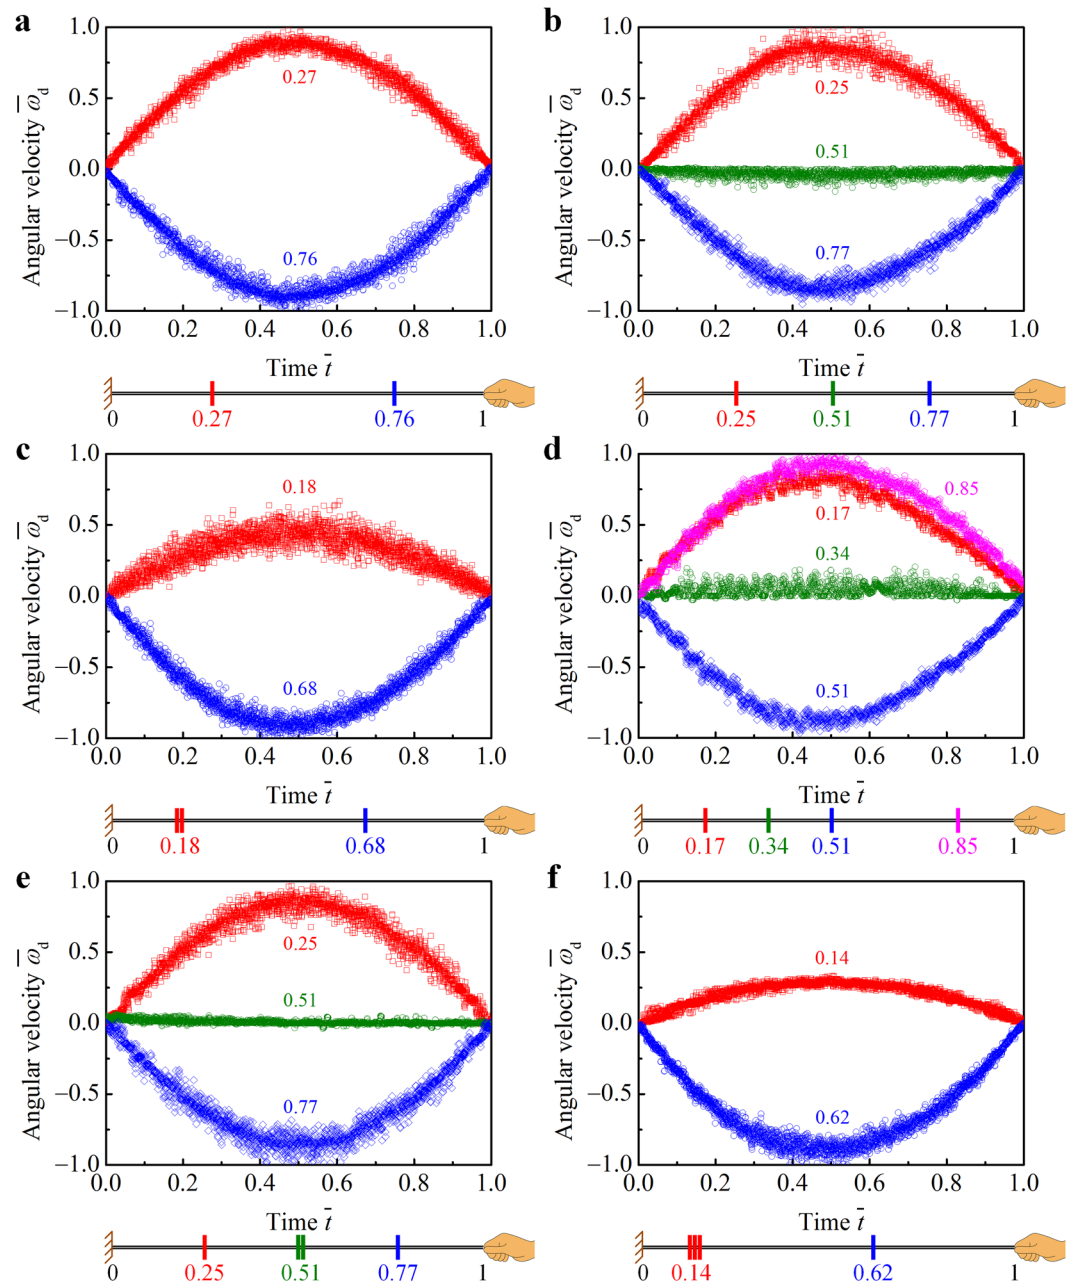 a
Angular velocity ω̅d
1.0
0.5
0.0
−0.5
−1.0
0.27
0.76
0.0 0.2 0.4 0.6 0.8 1.0
Time t̅
0 0.27 0.76 1
b
Angular velocity ω̅d
1.0
0.5
0.0
−0.5
−1.0
0.25
0.51
0.77
0.0 0.2 0.4 0.6 0.8 1.0
Time t̅
0 0.25 0.51 0.77 1
c
Angular velocity ω̅d
1.0
0.5
0.0
−0.5
−1.0
0.18
0.68
0.0 0.2 0.4 0.6 0.8 1.0
Time t̅
0 0.18 0.68 1
d
Angular velocity ω̅d
1.0
0.5
0.0
−0.5
−1.0
0.85
0.17
0.34
0.51
0.0 0.2 0.4 0.6 0.8 1.0
Time t̅
0 0.17 0.34 0.51 0.85 1
e
Angular velocity ω̅d
1.0
0.5
0.0
−0.5
−1.0
0.25
0.51
0.77
0.0 0.2 0.4 0.6 0.8 1.0
Time t̅
0 0.25 0.51 0.77 1
f
Angular velocity ω̅d
1.0
0.5
0.0
−0.5
−1.0
0.14
0.62
0.0 0.2 0.4 0.6 0.8 1.0
Time t̅
0 0.14 0.62 1